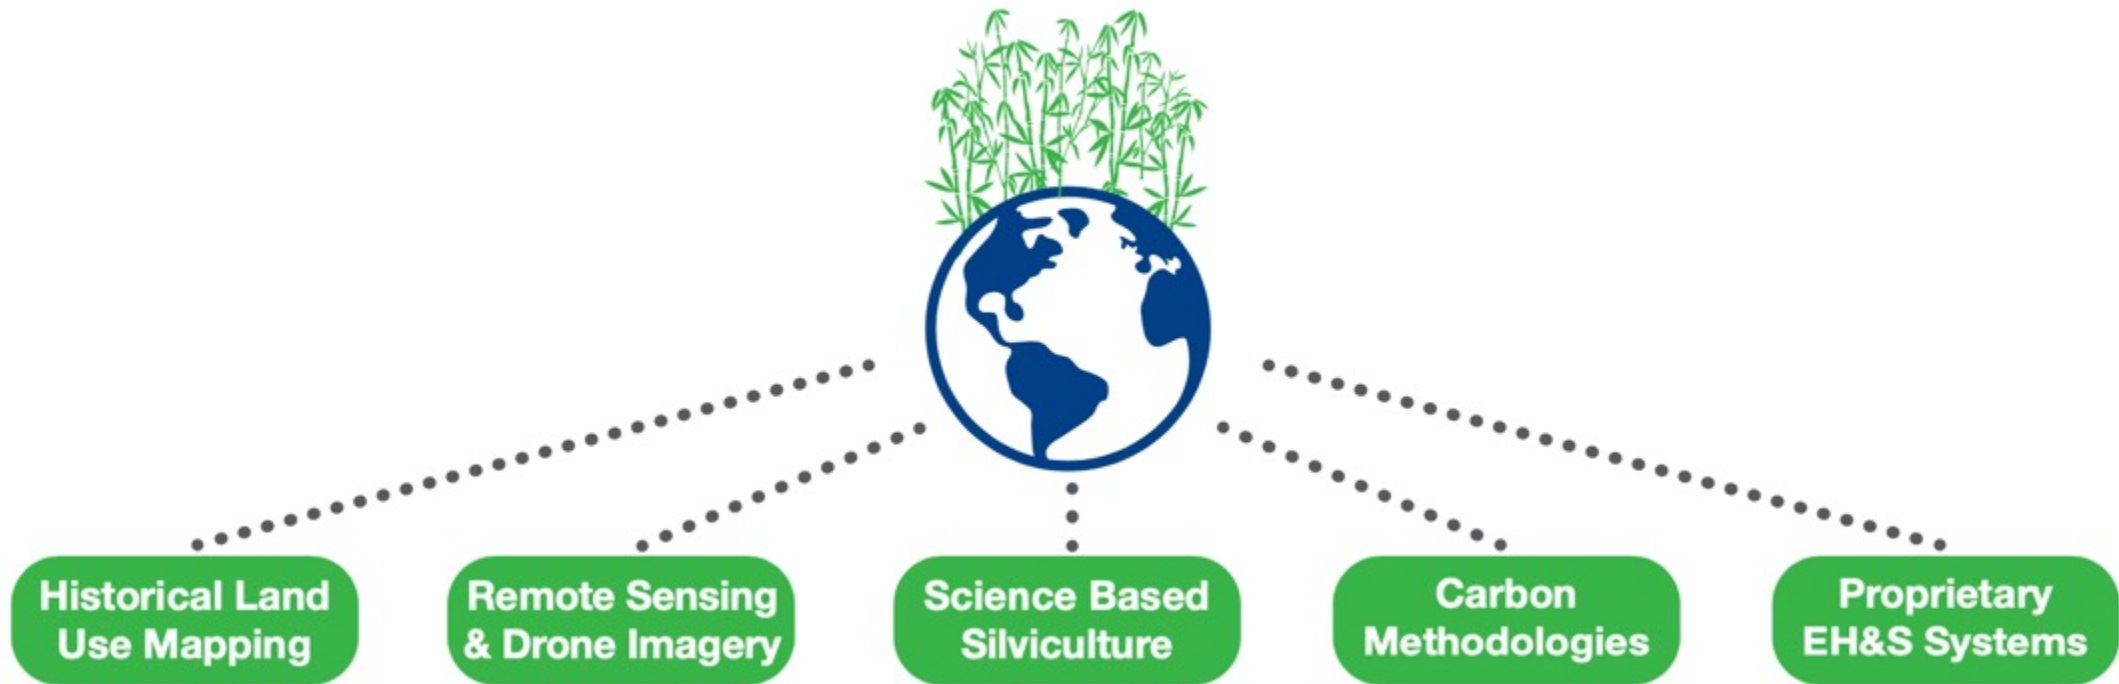 Historical Land
Use Mapping
Remote Sensing
& Drone Imagery
Science Based
Silviculture
Carbon
Methodologies
Proprietary
EH&S Systems